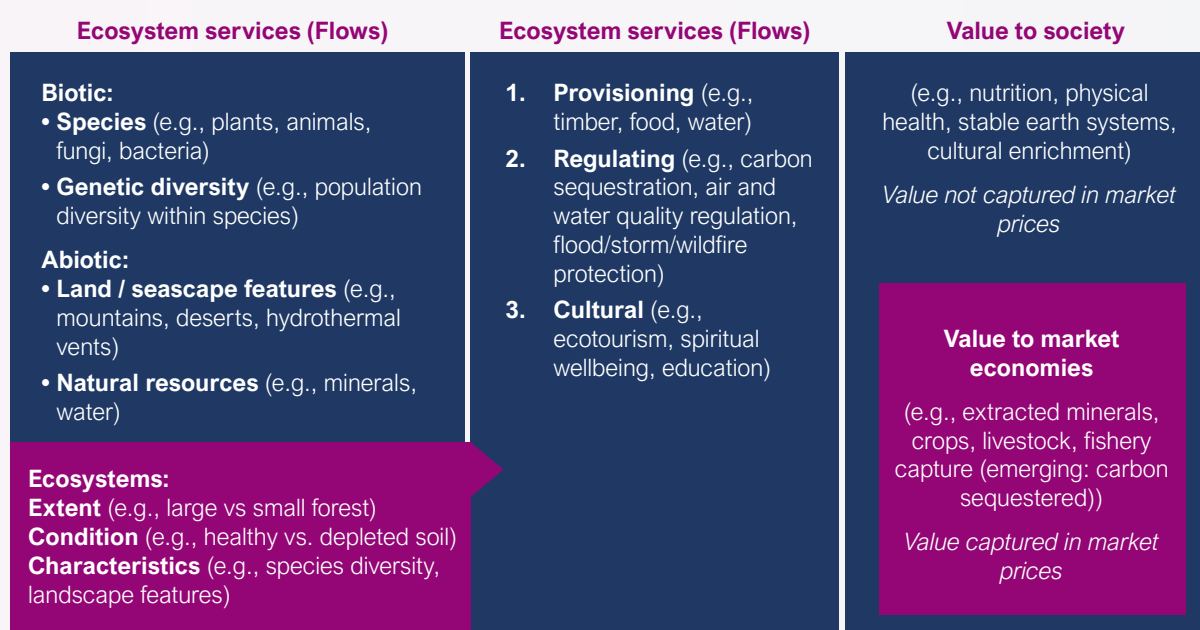 Ecosystem services (Flows)
Biotic:
• Species (e.g., plants, animals,
fungi, bacteria)
• Genetic diversity (e.g., population
diversity within species)
Abiotic:
• Land / seascape features (e.g.,
mountains, deserts, hydrothermal
vents)
• Natural resources (e.g., minerals,
water)
Ecosystems:
Extent (e.g., large vs small forest)
Condition (e.g., healthy vs. depleted soil)
Characteristics (e.g., species diversity,
landscape features)
Ecosystem services (Flows)
1. Provisioning (e.g.,
timber, food, water)
2. Regulating (e.g., carbon
sequestration, air and
water quality regulation,
flood/storm/wildfire
protection)
3. Cultural (e.g.,
ecotourism, spiritual
wellbeing, education)
Value to society
(e.g., nutrition, physical
health, stable earth systems,
cultural enrichment)
Value not captured in market
prices
Value to market
economies
(e.g., extracted minerals,
crops, livestock, fishery
capture (emerging: carbon
sequestered))
Value captured in market
prices